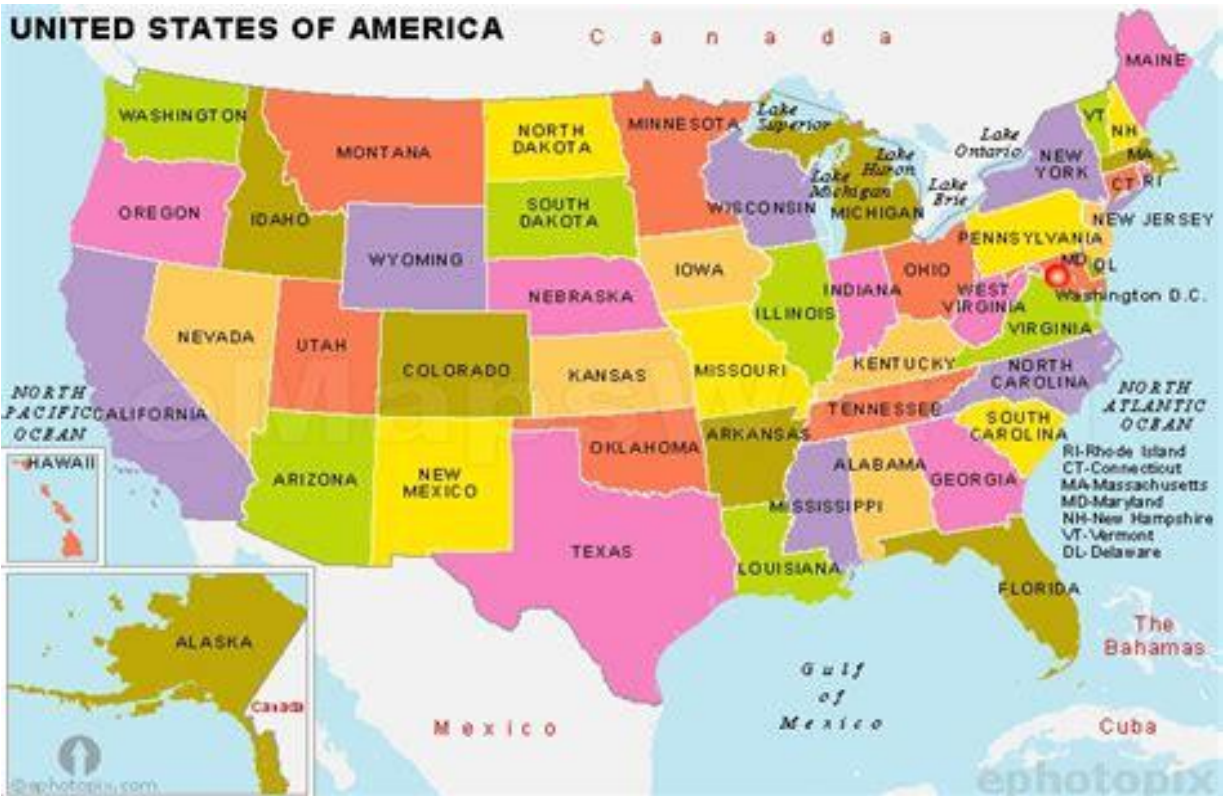 UNITED STATES OF AMERICA
Canada
MAINE
WASHINGTON
MONTANA
NORTH
DAKOTA
MINNESOTA
Lake
Superior
VT
NH
MA
Lake
Ontario
NEW
YORK
Lake
Huron
Lake
Michigan
Lake
Erie
CT
RI
OREGON
IDAHO
SOUTH
DAKOTA
WISCONSIN
MICHIGAN
NEW JERSEY
PENNSYLVANIA
WYOMING
IOWA
OHIO
MD
DL
Washington D.C.
NEBRASKA
INDIANA
WEST
VIRGINIA
ILLINOIS
VIRGINIA
NEVADA
UTAH
COLORADO
KANSAS
MISSOURI
KENTUCKY
NORTH
CAROLINA
NORTH
PACIFIC
OCEAN
CALIFORNIA
TENNESSEE
NORTH
ATLANTIC
OCEAN
SOUTH
CAROLINA
OKLAHOMA
ARKANSAS
HAWAII
ARIZONA
NEW
MEXICO
ALABAMA
GEORGIA
MISSISSIPPI
RI-Rhode Island
CT-Connecticut
MA-Massachusetts
MD-Maryland
NH-New Hampshire
VT-Vermont
DL-Delaware
TEXAS
LOUISIANA
FLORIDA
ALASKA
Canada
The
Bahamas
Gulf
of
Mexico
Mexico
Cuba
©ephotopix.com
ephotopix